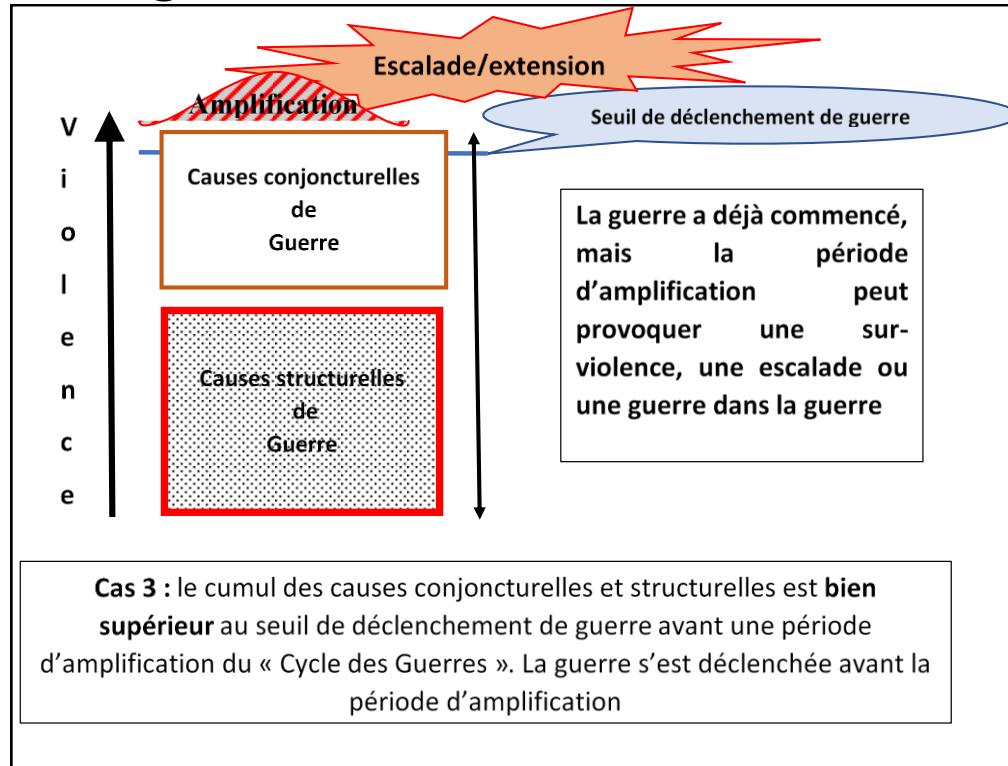 Escalade/extension
Amplification
Seuil de déclenchement de guerre
V
i
o
l
e
n
c
e
Causes conjoncturelles
de
Guerre
La guerre a déjà commencé,
mais la période
d’amplification peut
provoquer une sur-
violence, une escalade ou
une guerre dans la guerre
Causes structurelles
de
Guerre
Cas 3 : le cumul des causes conjoncturelles et structurelles est bien
supérieur au seuil de déclenchement de guerre avant une période
d’amplification du « Cycle des Guerres ». La guerre s’est déclenchée avant la
période d’amplification